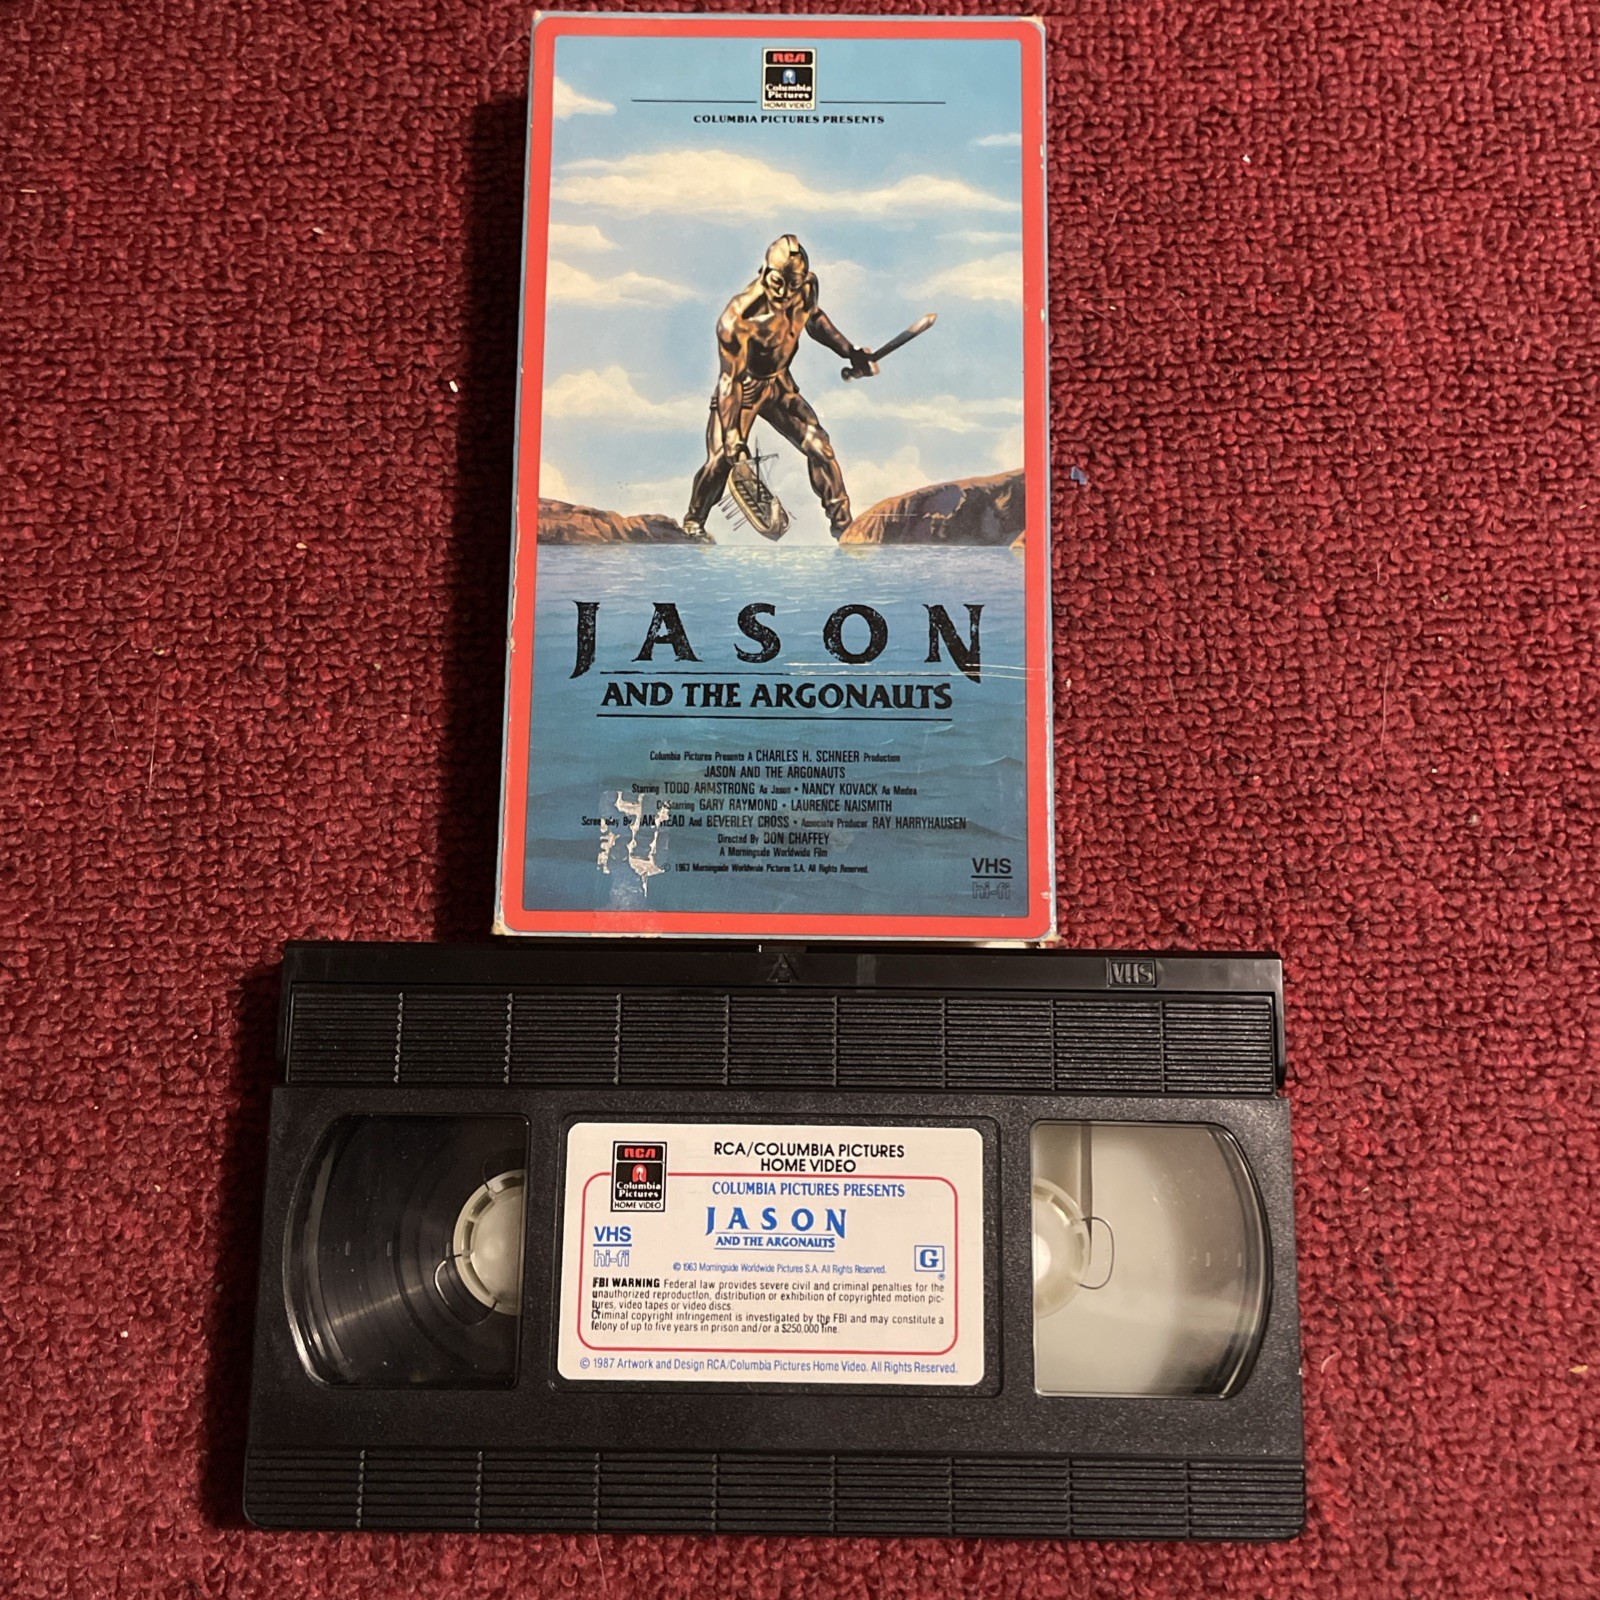 RCA
Columbia
Pictures
HOME VIDEO
COLUMBIA PICTURES PRESENTS
JASON
AND THE ARGONAUTS
Columbia Pictures Presents A CHARLES H. SCHNEER Production
JASON AND THE ARGONAUTS
Starring TODD ARMSTRONG As Jason • NANCY KOVACK As Medea
Starring GARY RAYMOND • LAURENCE NAISMITH
And BEVERLEY CROSS • Associate Producer RAY HARRYHAUSEN
Directed By DON CHAFFEY
A Morningside Worldwide Film
© 1963 Morningside Worldwide Pictures S.A. All Rights Reserved.
VHS
hi-fi
VHS
RCA
Columbia
Pictures
HOME VIDEO
RCA/COLUMBIA PICTURES
HOME VIDEO
COLUMBIA PICTURES PRESENTS
JASON
AND THE ARGONAUTS
VHS
hi-fi
G
®
© 1963 Morningside Worldwide Pictures S.A. All Rights Reserved.
FBI WARNING Federal law provides severe civil and criminal penalties for the
unauthorized reproduction, distribution or exhibition of copyrighted motion pic-
tures, video tapes or video discs.
Criminal copyright infringement is investigated by the FBI and may constitute a
felony of up to five years in prison and/or a $250,000 fine.
© 1987 Artwork and Design RCA/Columbia Pictures Home Video. All Rights Reserved.